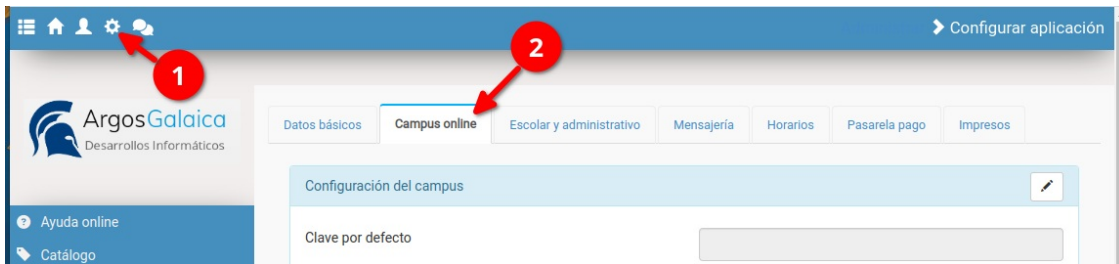 Configurar aplicación
1
2
ArgosGalaica
Desarrollos Informáticos
Datos básicos Campus online Escolar y administrativo Mensajería Horarios Pasarela pago Impresos
Configuración del campus
Ayuda online
Clave por defecto
Catálogo